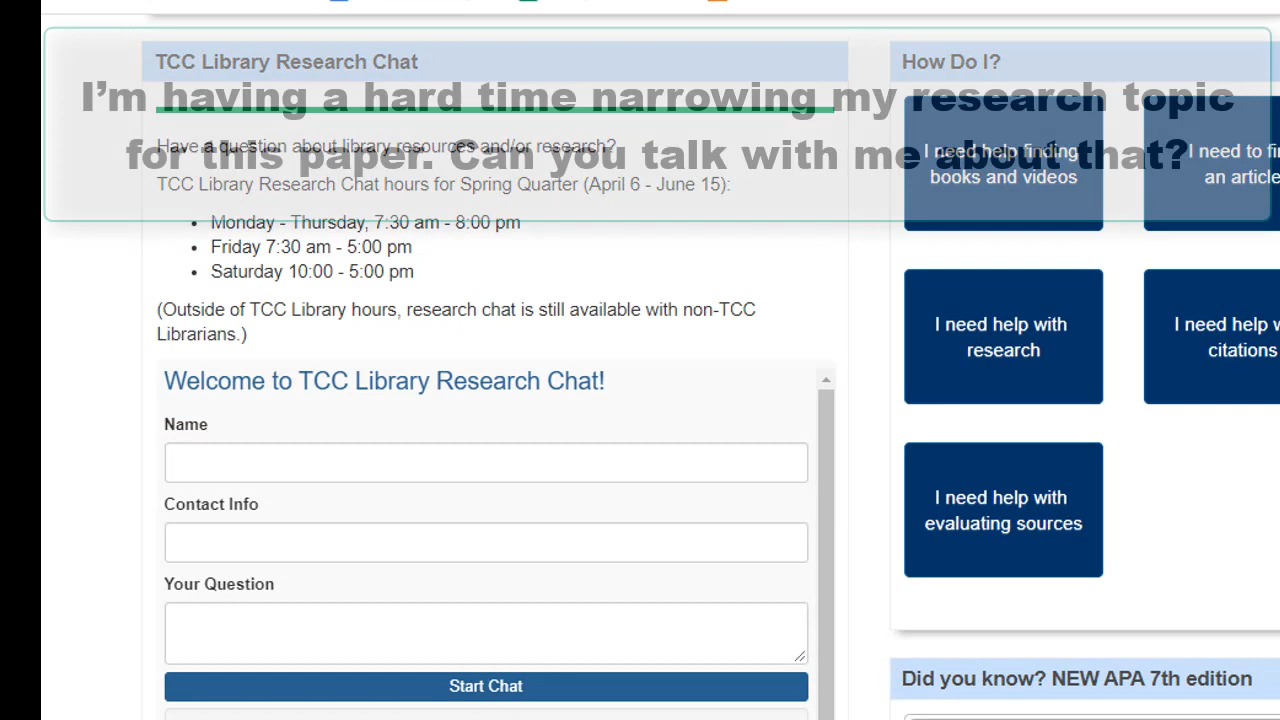 TCC Library Research Chat
I’m having a hard time narrowing my research topic
for this paper. Can you talk with me about that?
Have a question about library resources and/or research?
TCC Library Research Chat hours for Spring Quarter (April 6 - June 15):
• Monday - Thursday, 7:30 am - 8:00 pm
• Friday 7:30 am - 5:00 pm
• Saturday 10:00 - 5:00 pm
(Outside of TCC Library hours, research chat is still available with non-TCC
Librarians.)
Welcome to TCC Library Research Chat!
Name
Contact Info
Your Question
Start Chat
How Do I?
I need help finding
books and videos
I need to fi
an article
I need help with
research
I need help w
citations
I need help with
evaluating sources
Did you know? NEW APA 7th edition